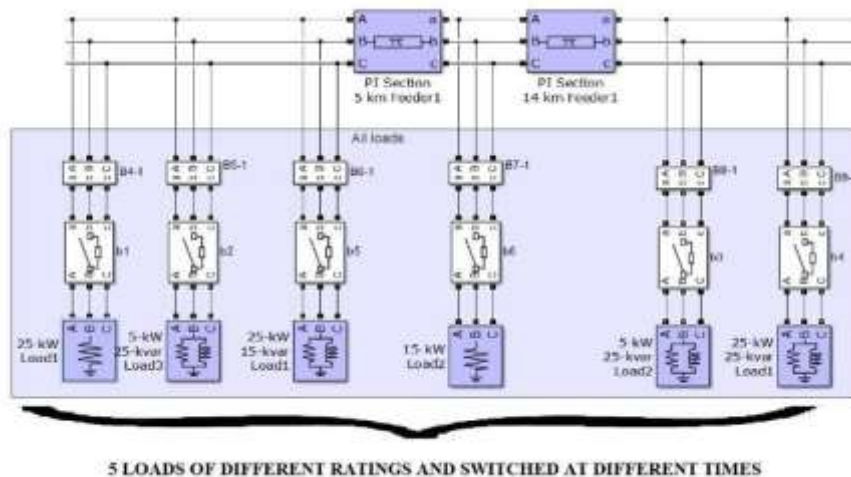 A a A a
B B B B
C C C C
PI Section
5 km Feeder1
PI Section
14 km Feeder1
All loads
B4-1
B5-1
B6-1
B7-1
B8-1
b1
b2
b5
b6
b3
b4
A B C A B C A B C A B C A B C A B C
25-kW
Load1
5-kW
25-kvar
Load3
25-kW
15-kvar
Load1
15-kW
Load2
5 kW
25-kvar
Load2
25-kW
25-kvar
Load1
5 LOADS OF DIFFERENT RATINGS AND SWITCHED AT DIFFERENT TIMES